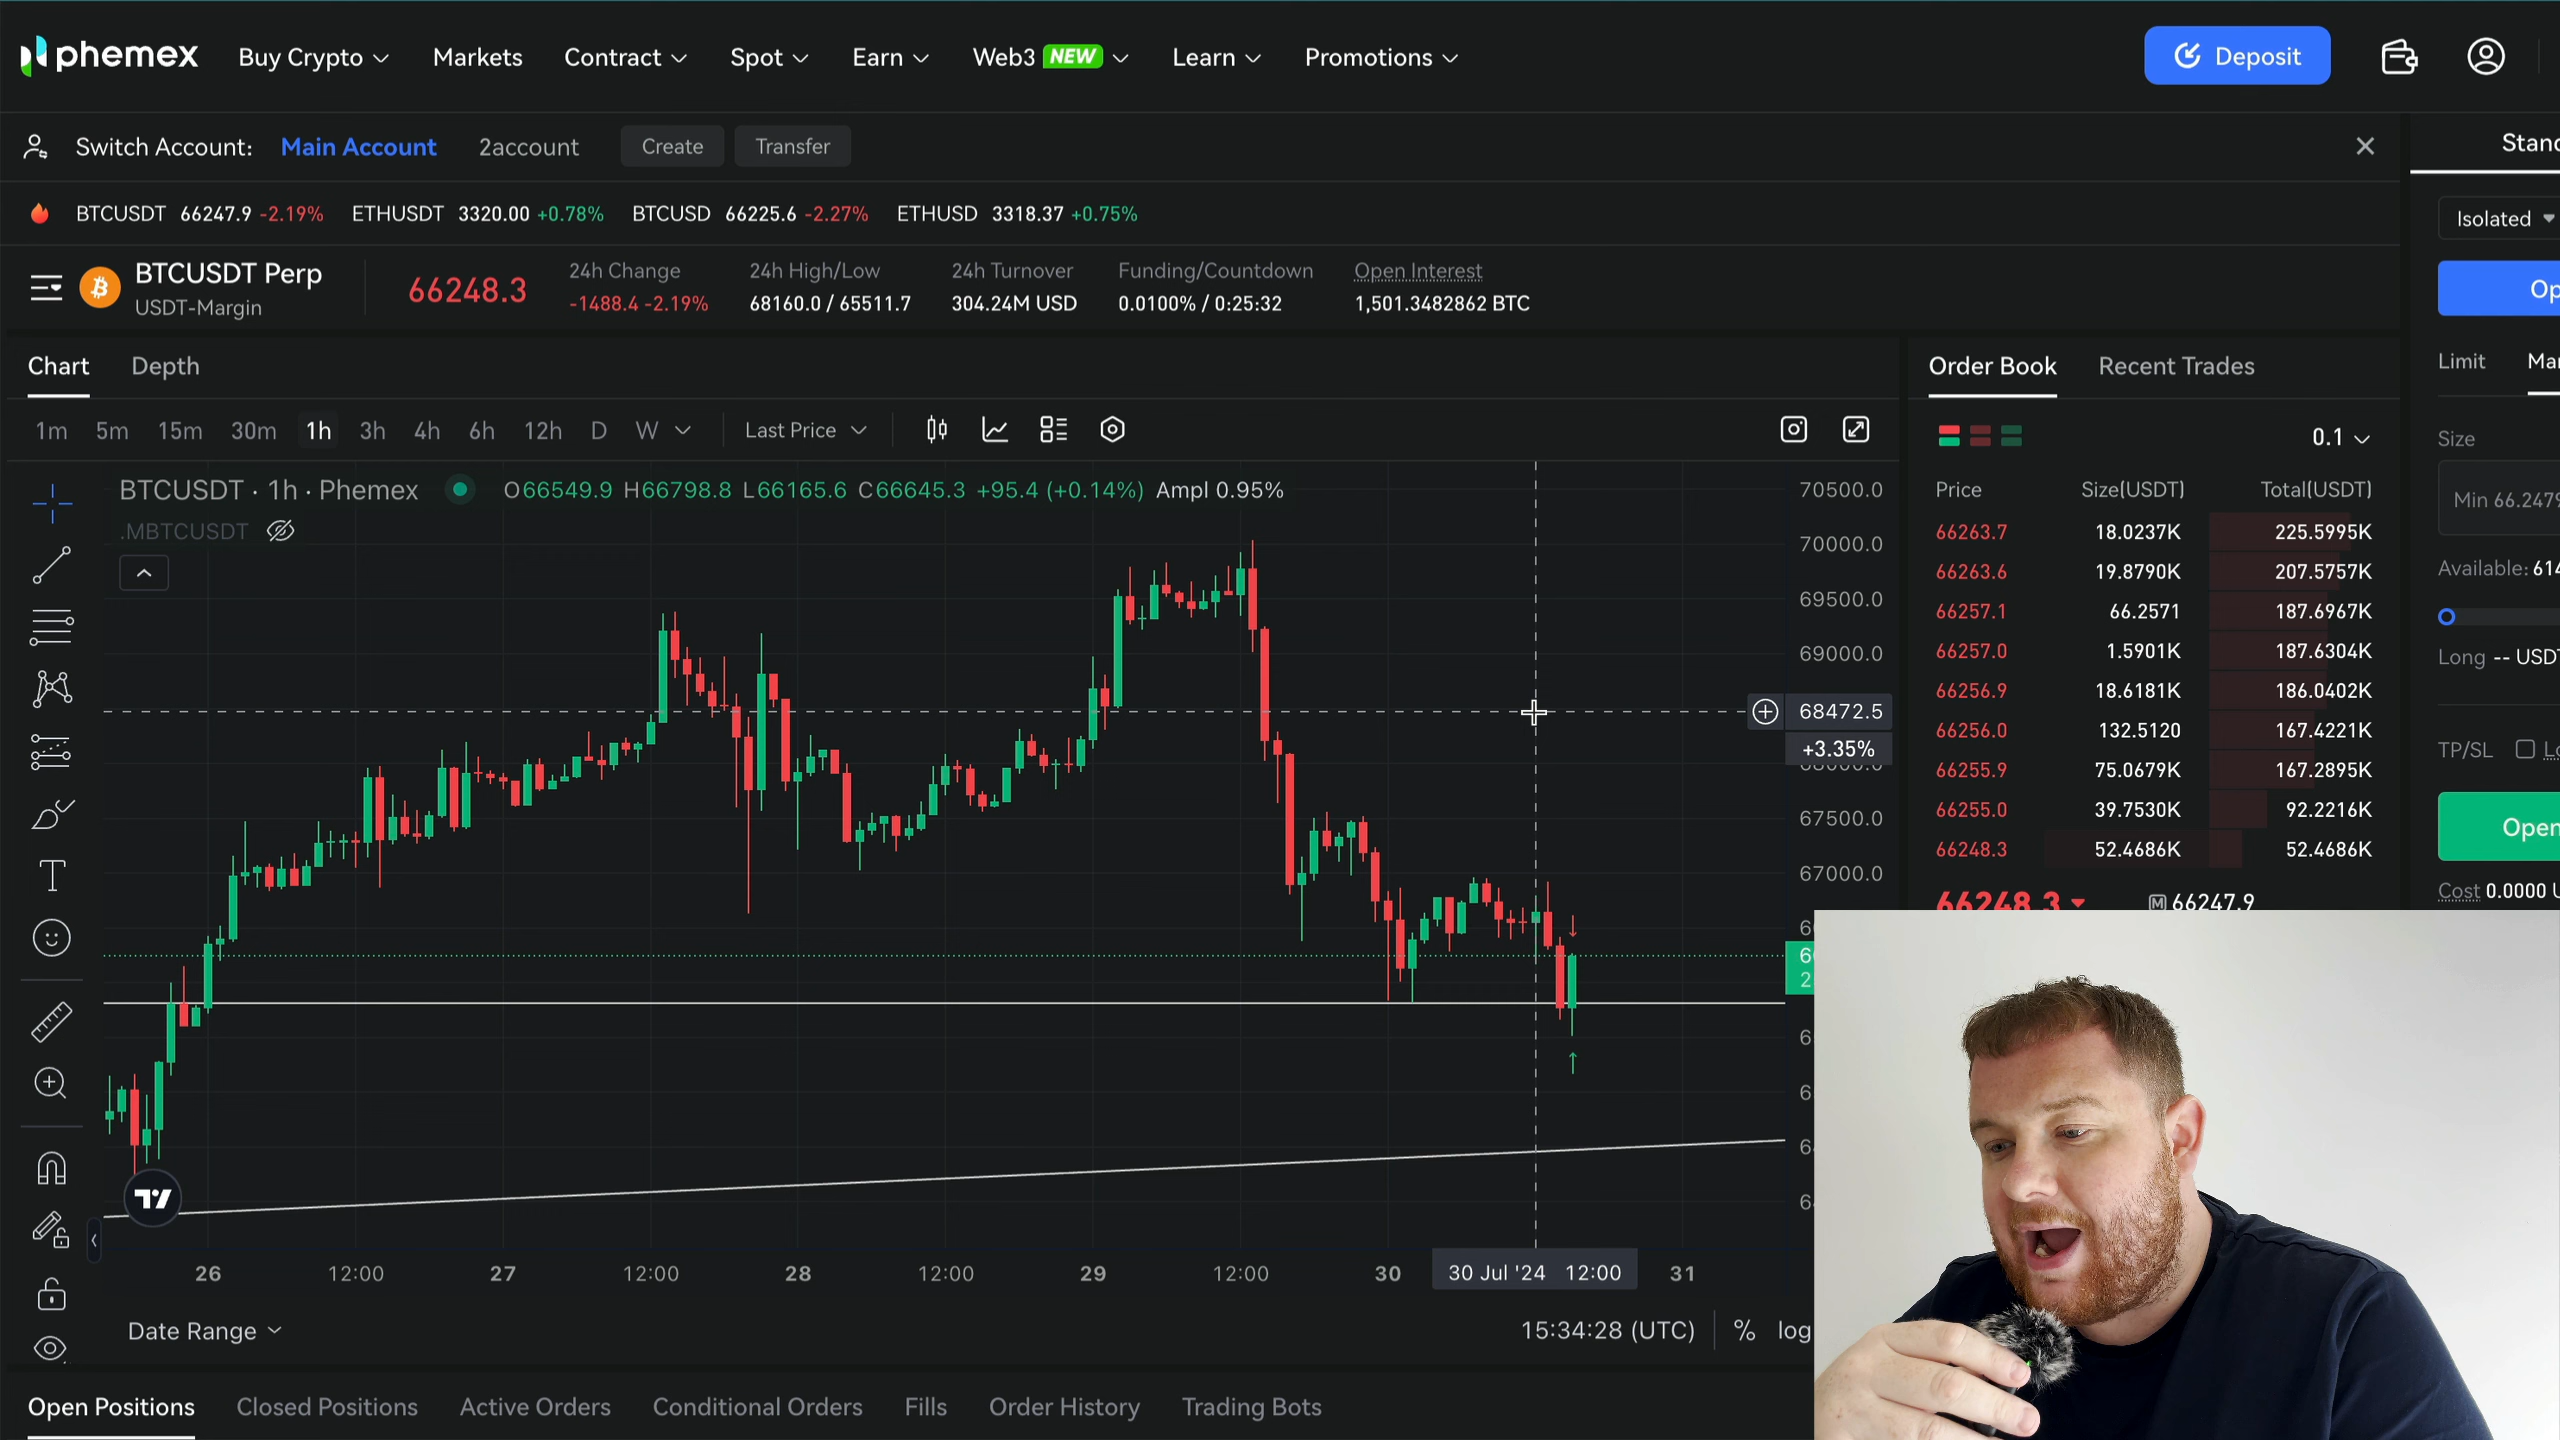 phemex Buy Crypto Markets Contract Spot Earn Web3 NEW Learn Promotions Deposit
Switch Account: Main Account 2account Create Transfer
BTCUSDT 66247.9 -2.19% ETHUSDT 3320.00 +0.78% BTCUSD 66225.6 -2.27% ETHUSD 3318.37 +0.75%
BTCUSDT Perp
USDT-Margin
66248.3
24h Change
-1488.4 -2.19%
24h High/Low
68160.0 / 65511.7
24h Turnover
304.24M USD
Funding/Countdown
0.0100% / 0:25:32
Open Interest
1,501.3482862 BTC
Chart Depth
1m 5m 15m 30m 1h 3h 4h 6h 12h D W Last Price
BTCUSDT · 1h · Phemex O66549.9 H66798.8 L66165.6 C66645.3 +95.4 (+0.14%) Ampl 0.95%
.MBTCUSDT
70500.0
70000.0
69500.0
69000.0
68472.5
+3.35%
67500.0
67000.0
26 12:00 27 12:00 28 12:00 29 12:00 30 30 Jul '24 12:00 31
Date Range 15:34:28 (UTC) % log
Open Positions Closed Positions Active Orders Conditional Orders Fills Order History Trading Bots
Order Book Recent Trades
0.1
Price Size(USDT) Total(USDT)
66263.7 18.0237K 225.5995K
66263.6 19.8790K 207.5757K
66257.1 66.2571 187.6967K
66257.0 1.5901K 187.6304K
66256.9 18.6181K 186.0402K
66256.0 132.5120 167.4221K
66255.9 75.0679K 167.2895K
66255.0 39.7530K 92.2216K
66248.3 52.4686K 52.4686K
66248.3 M 66247.9
Isolated
Limit
Size
Min 66.2479
Available: 614
Long -- USDT
TP/SL
Open
Cost 0.0000